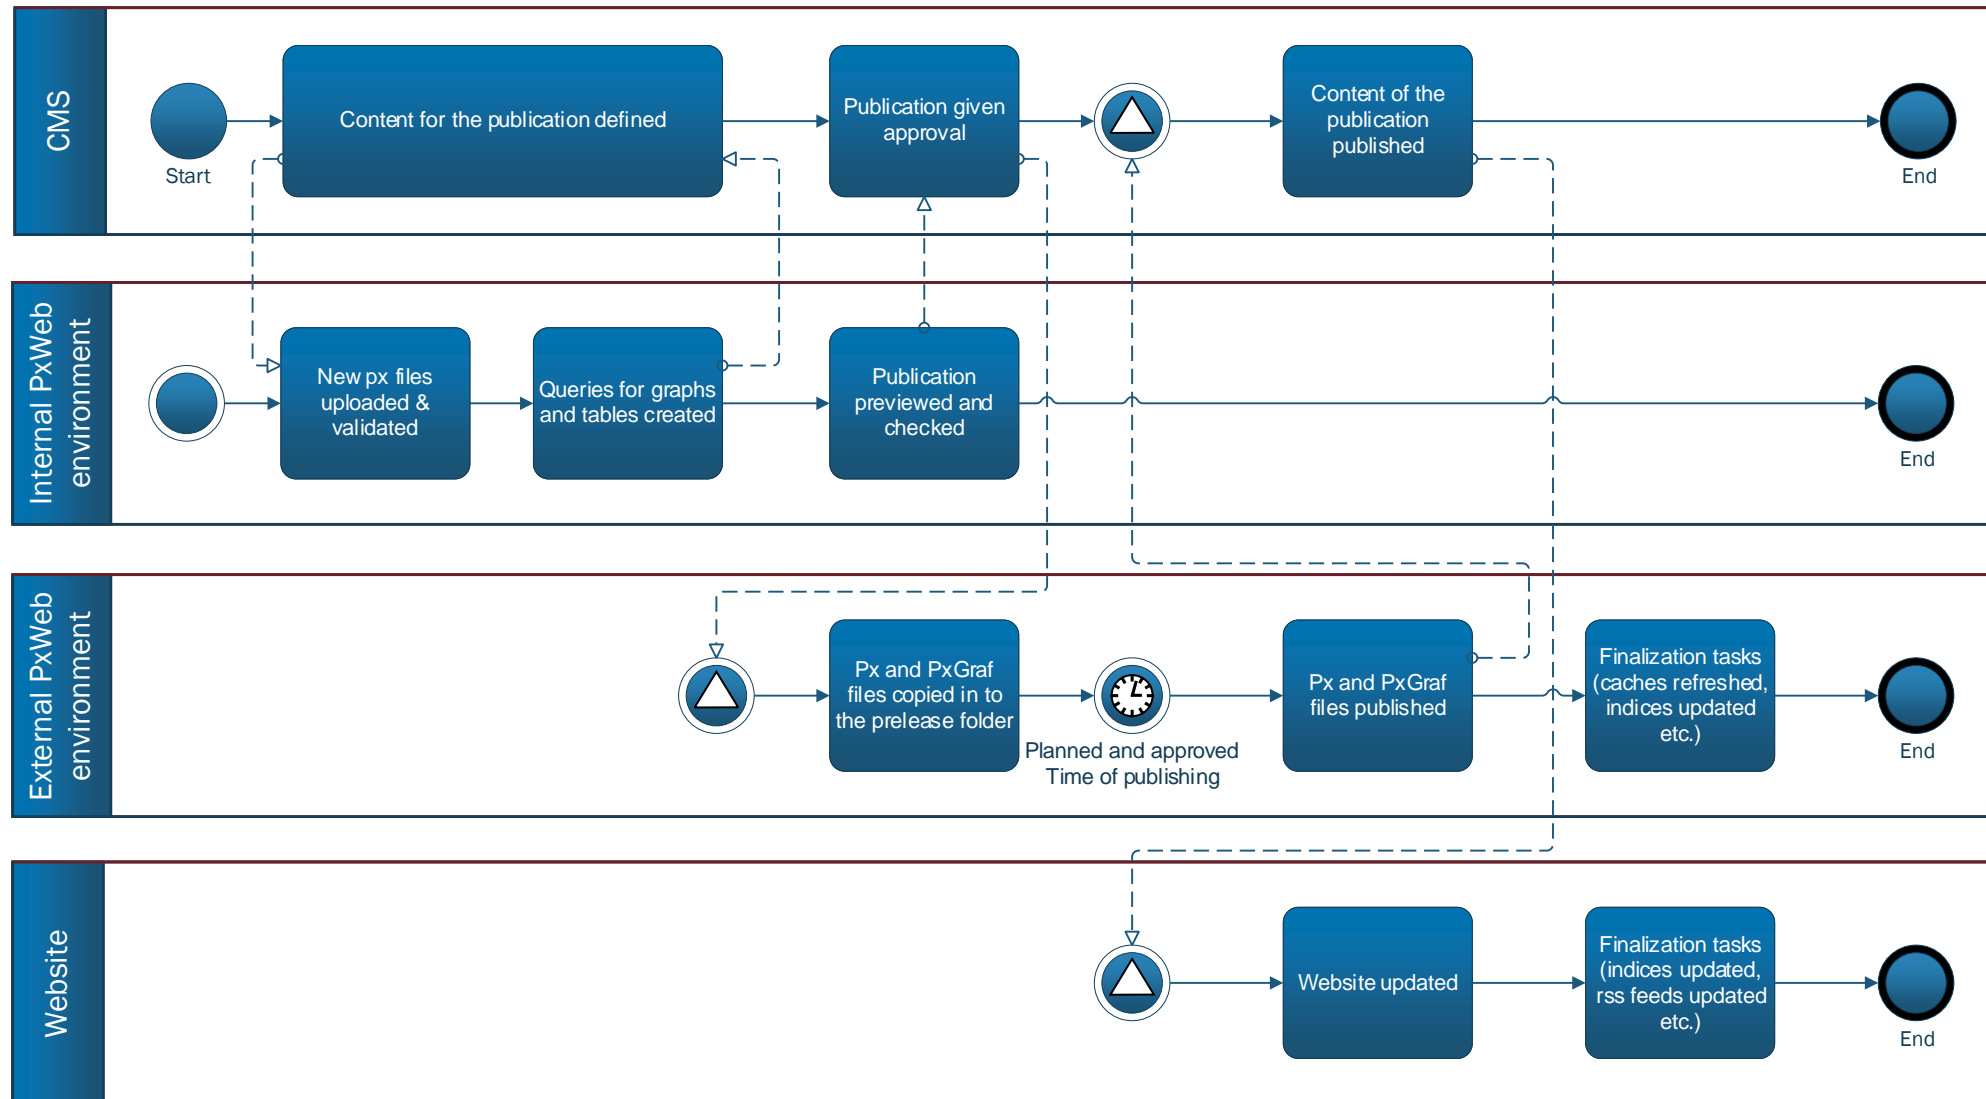 CMS
Start
Content for the publication defined
Publication given
approval
Content of the
publication
published
End
Internal PxWeb
environment
New px files
uploaded &
validated
Queries for graphs
and tables created
Publication
previewed and
checked
End
External PxWeb
environment
Px and PxGraf
files copied in to
the prelease folder
Planned and approved
Time of publishing
Px and PxGraf
files published
Finalization tasks
(caches refreshed,
indices updated
etc.)
End
Website
Website updated
Finalization tasks
(indices updated,
rss feeds updated
etc.)
End